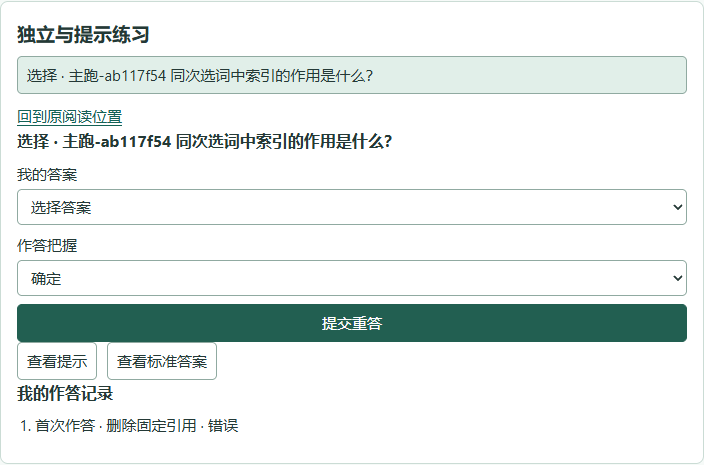 独立与提示练习
选择 · 主跑-ab117f54 同次选词中索引的作用是什么？
回到原阅读位置
选择 · 主跑-ab117f54 同次选词中索引的作用是什么？
我的答案
选择答案
作答把握
确定
提交重答
查看提示 查看标准答案
我的作答记录
1. 首次作答 · 删除固定引用 · 错误